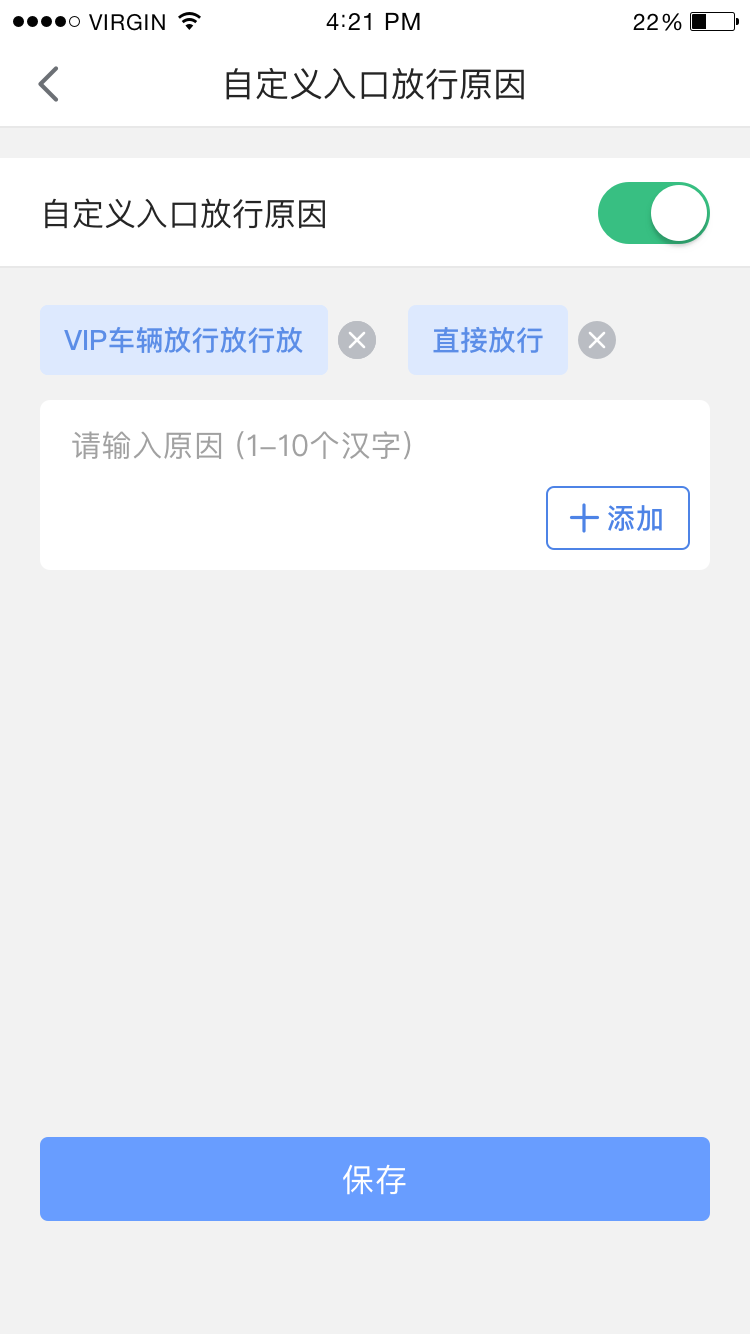 VIRGIN 4:21 PM 22%
自定义入口放行原因
自定义入口放行原因
VIP车辆放行放行放 直接放行
请输入原因 (1–10个汉字)
添加
保存